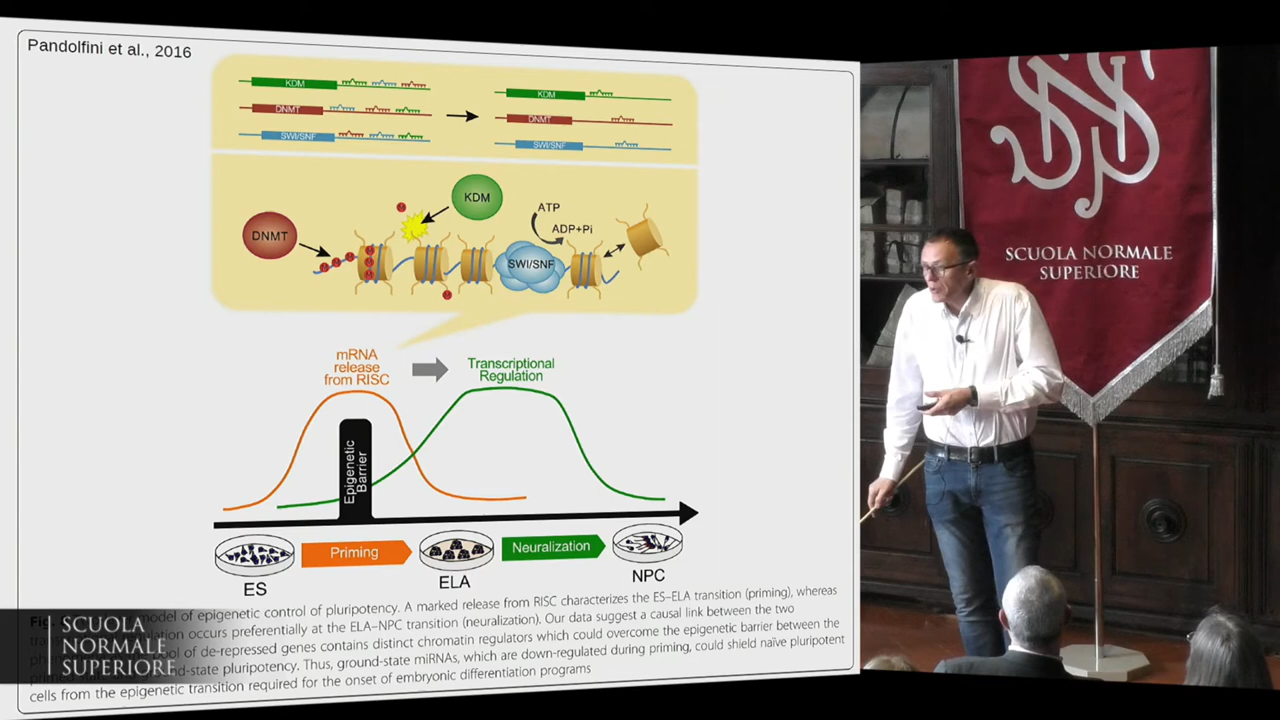 Pandolfini et al., 2016
KDM
DNMT
SWI/SNF
KDM
DNMT
SWI/SNF
DNMT
KDM
ATP
ADP+Pi
SWI/SNF
mRNA
release
from RISC
Transcriptional
Regulation
Epigenetic
Barrier
ES
Priming
ELA
Neuralization
NPC
model of epigenetic control of pluripotency. A marked release from RISC characterizes the ES–ELA transition (priming), whereas
occurs preferentially at the ELA–NPC transition (neuralization). Our data suggest a causal link between the two
pool of de-repressed genes contains distinct chromatin regulators which could overcome the epigenetic barrier between the
-state pluripotency. Thus, ground-state miRNAs, which are down-regulated during priming, could shield naïve pluripotent
cells from the epigenetic transition required for the onset of embryonic differentiation programs
SCUOLA
NORMALE
SUPERIORE
SNS
SCUOLA NORMALE
SUPERIORE